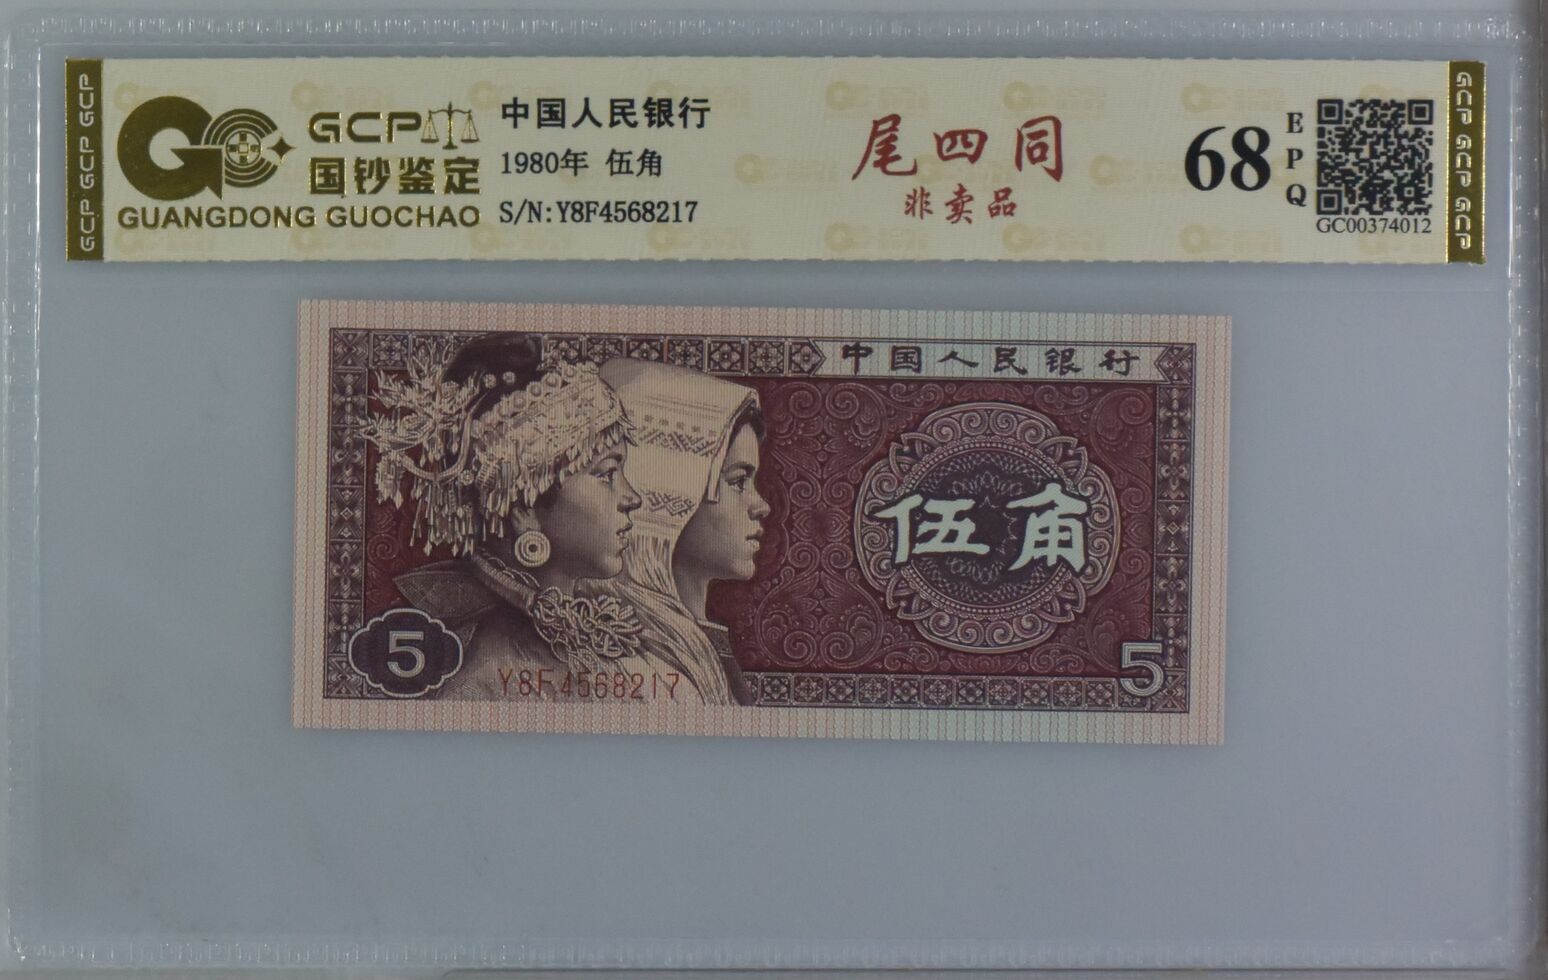 GCP GCP GCP
GCP
国钞鉴定
GUANGDONG GUOCHAO
中国人民银行
1980年 伍角
S/N:Y8F4568217
尾四同
非卖品
68
E
P
Q
GC00374012
GCP GCP GCP
中国人民银行
伍角
5
Y8F4568217
5